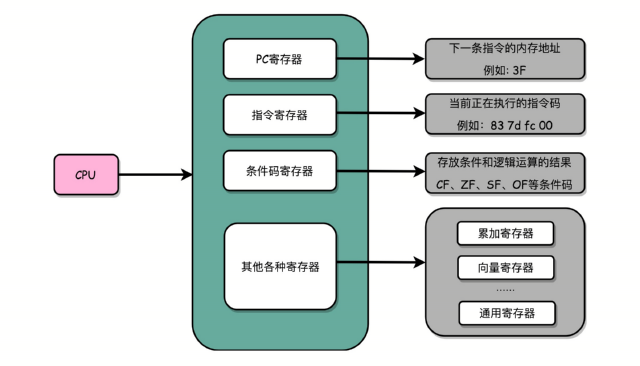 CPU
PC寄存器
指令寄存器
条件码寄存器
其他各种寄存器
下一条指令的内存地址
例如: 3F
当前正在执行的指令码
例如：83 7d fc 00
存放条件和逻辑运算的结果
CF、ZF、SF、OF等条件码
累加寄存器
向量寄存器
......
通用寄存器